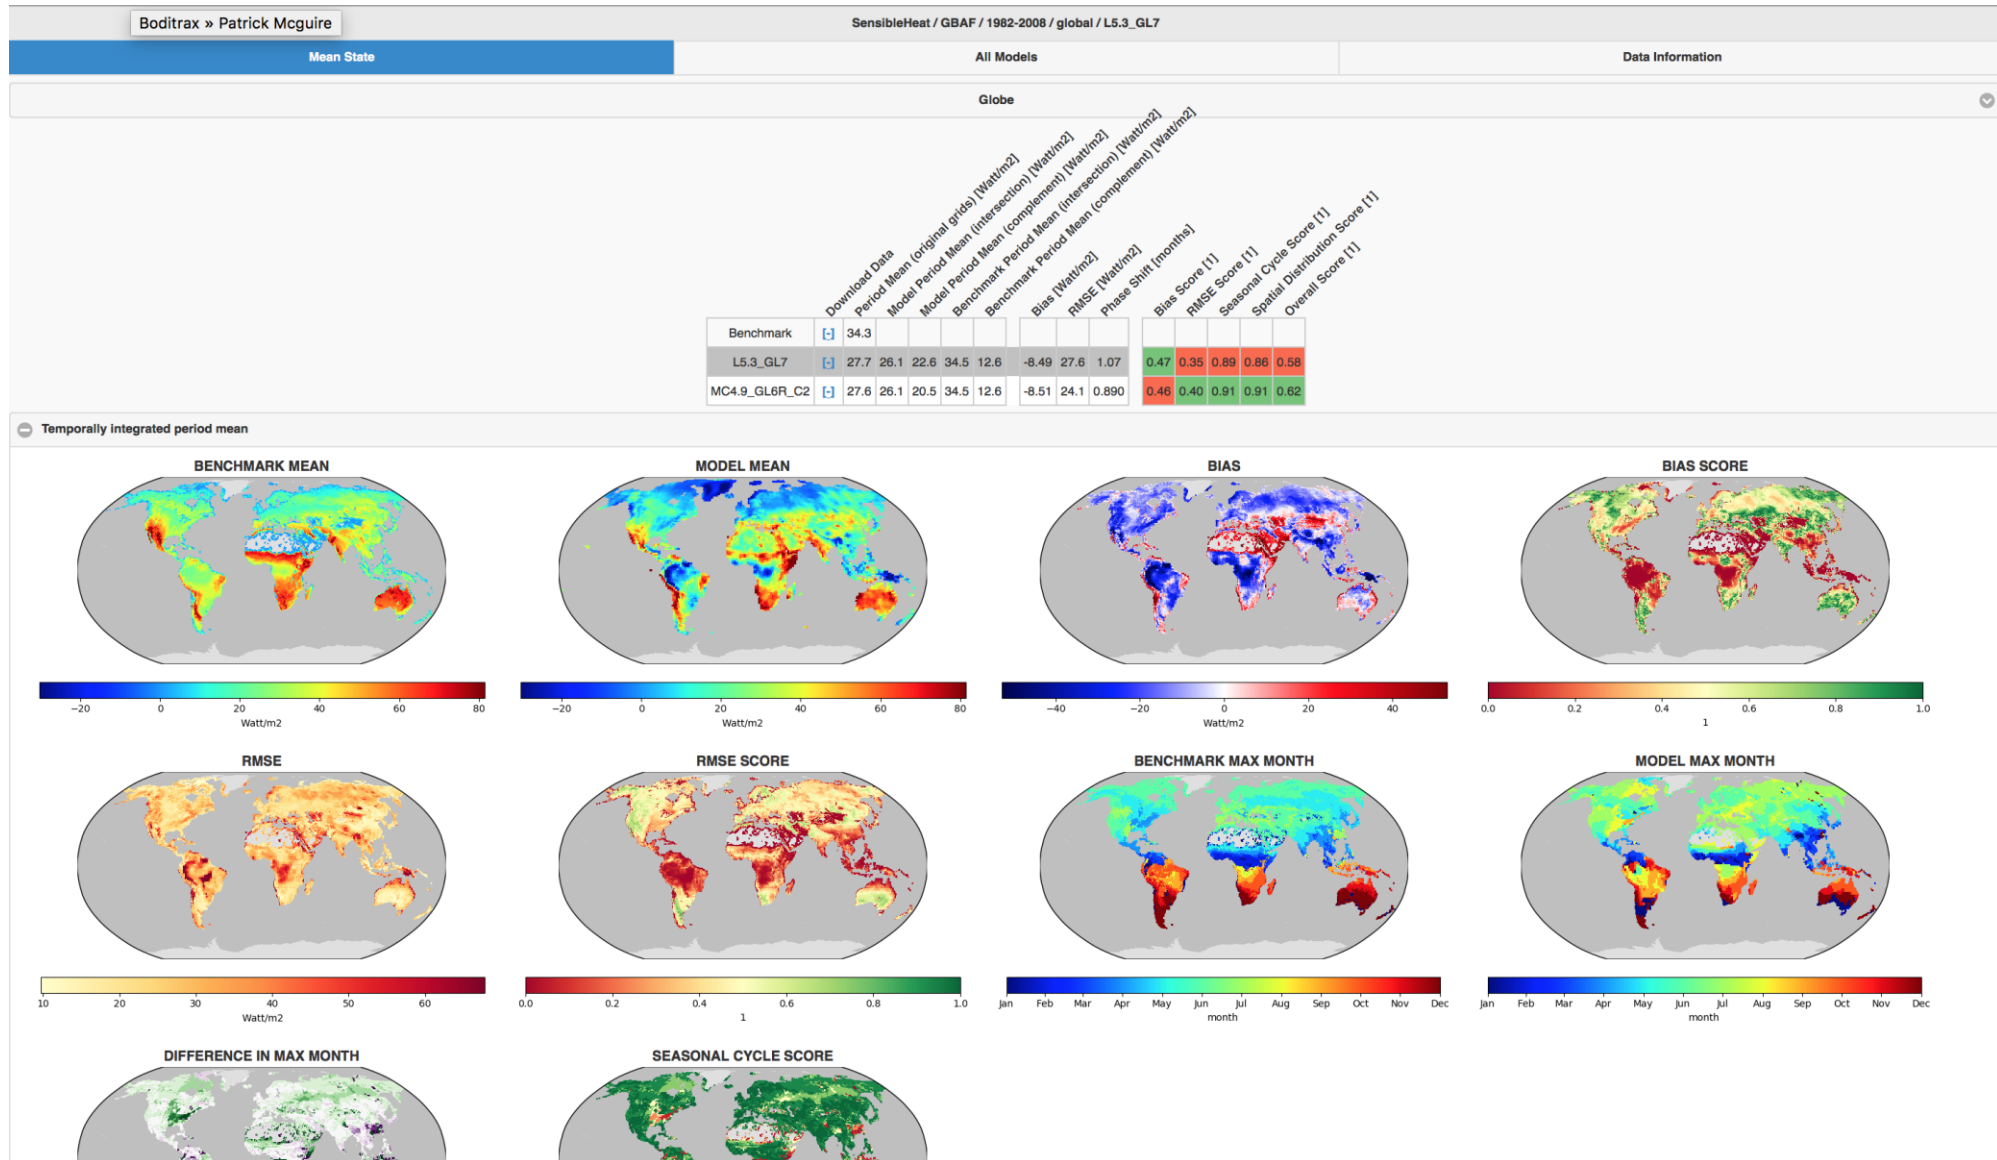 Boditrax » Patrick Mcguire
SensibleHeat / GBAF / 1982-2008 / global / L5.3_GL7
Mean State
All Models
Data Information
Globe
Download Data
Period Mean (original grids) [Watt/m2]
Model Period Mean (intersection) [Watt/m2]
Model Period Mean (complement) [Watt/m2]
Benchmark Period Mean (intersection) [Watt/m2]
Benchmark Period Mean (complement) [Watt/m2]
Bias [Watt/m2]
RMSE [Watt/m2]
Phase Shift [months]
Bias Score [1]
RMSE Score [1]
Seasonal Cycle Score [1]
Spatial Distribution Score [1]
Overall Score [1]
Benchmark [-] 34.3
L5.3_GL7 [-] 27.7 26.1 22.6 34.5 12.6 -8.49 27.6 1.07 0.47 0.35 0.89 0.86 0.58
MC4.9_GL6R_C2 [-] 27.6 26.1 20.5 34.5 12.6 -8.51 24.1 0.890 0.46 0.40 0.91 0.91 0.62
Temporally integrated period mean
BENCHMARK MEAN
−20 0 20 40 60 80
Watt/m2
MODEL MEAN
−20 0 20 40 60 80
Watt/m2
BIAS
−40 −20 0 20 40
Watt/m2
BIAS SCORE
0.0 0.2 0.4 0.6 0.8 1.0
1
RMSE
10 20 30 40 50 60
Watt/m2
RMSE SCORE
0.0 0.2 0.4 0.6 0.8 1.0
1
BENCHMARK MAX MONTH
Jan Feb Mar Apr May Jun Jul Aug Sep Oct Nov Dec
month
MODEL MAX MONTH
Jan Feb Mar Apr May Jun Jul Aug Sep Oct Nov Dec
month
DIFFERENCE IN MAX MONTH
SEASONAL CYCLE SCORE